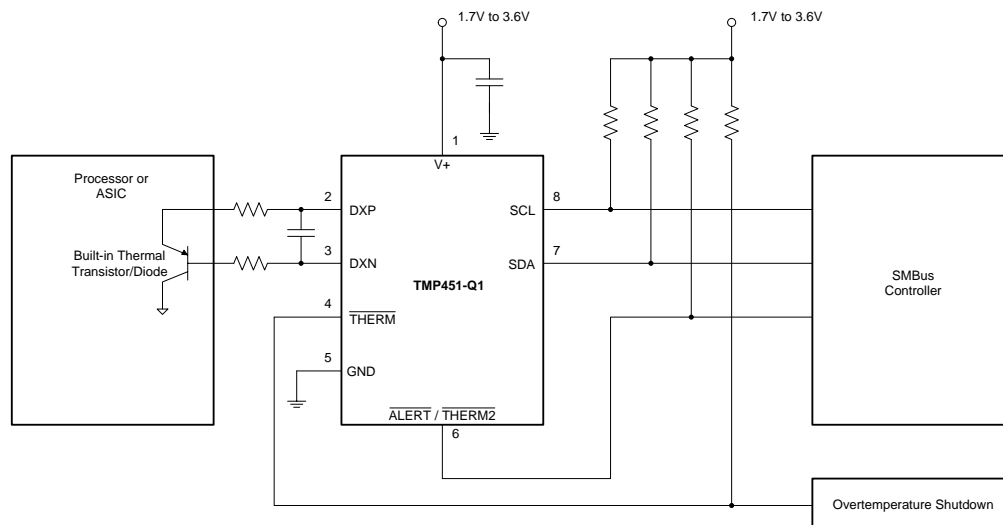 1.7V to 3.6V
1.7V to 3.6V
1
V+
Processor or
ASIC
Built-in Thermal
Transistor/Diode
2
DXP
3
DXN
4
THERM
5
GND
TMP451-Q1
8
SCL
7
SDA
ALERT / THERM2
6
SMBus
Controller
Overtemperature Shutdown